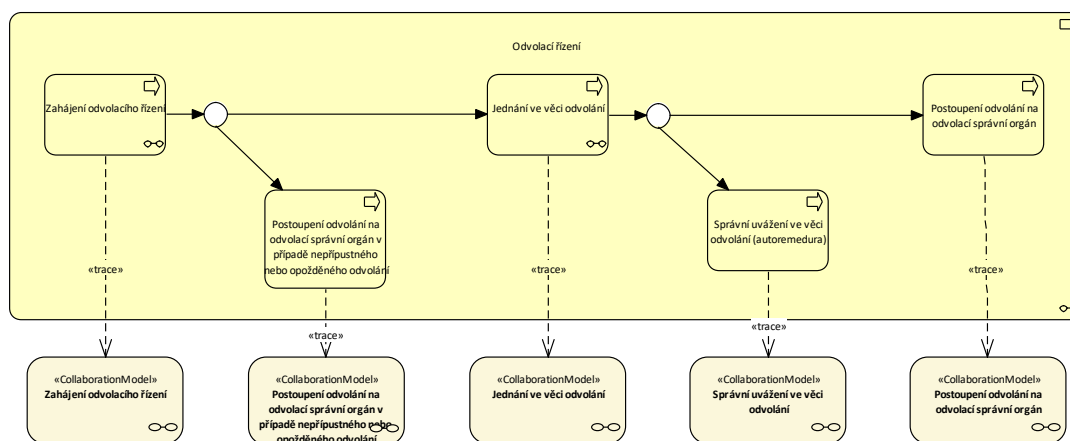 Odvolací řízení
Zahájení odvolacího řízení
Jednání ve věci odvolání
Postoupení odvolání na
odvolací správní orgán
Postoupení odvolání na
odvolací správní orgán v
případě nepřípustného
nebo opožděného odvolání
Správní uvážení ve věci
odvolání (autoremedura)
«trace»
«trace»
«trace»
«trace»
«trace»
«CollaborationModel»
Zahájení odvolacího řízení
«CollaborationModel»
Postoupení odvolání na
odvolací správní orgán v
případě nepřípustného nebo
opožděného odvolání
«CollaborationModel»
Jednání ve věci odvolání
«CollaborationModel»
Správní uvážení ve věci
odvolání
«CollaborationModel»
Postoupení odvolání na
odvolací správní orgán